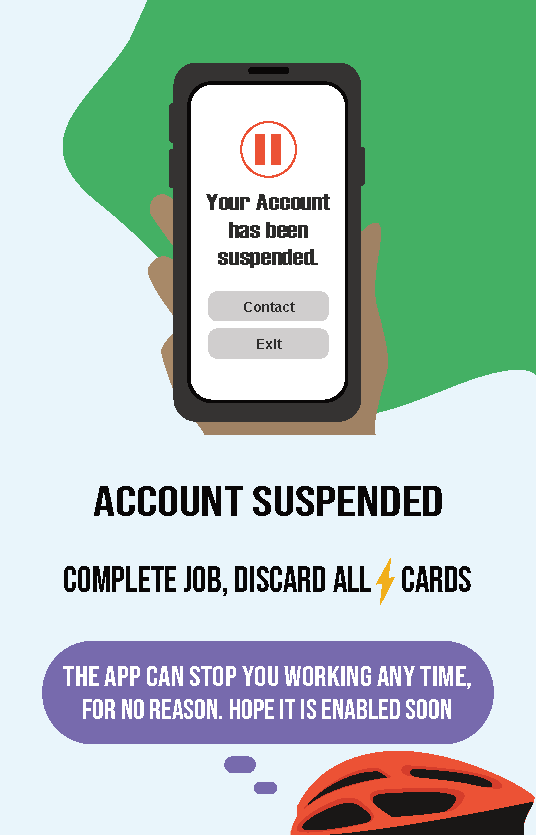 Your Account
has been
suspended.
Contact
Exit
ACCOUNT SUSPENDED
COMPLETE JOB, DISCARD ALL⚡CARDS
THE APP CAN STOP YOU WORKING ANY TIME,
FOR NO REASON. HOPE IT IS ENABLED SOON